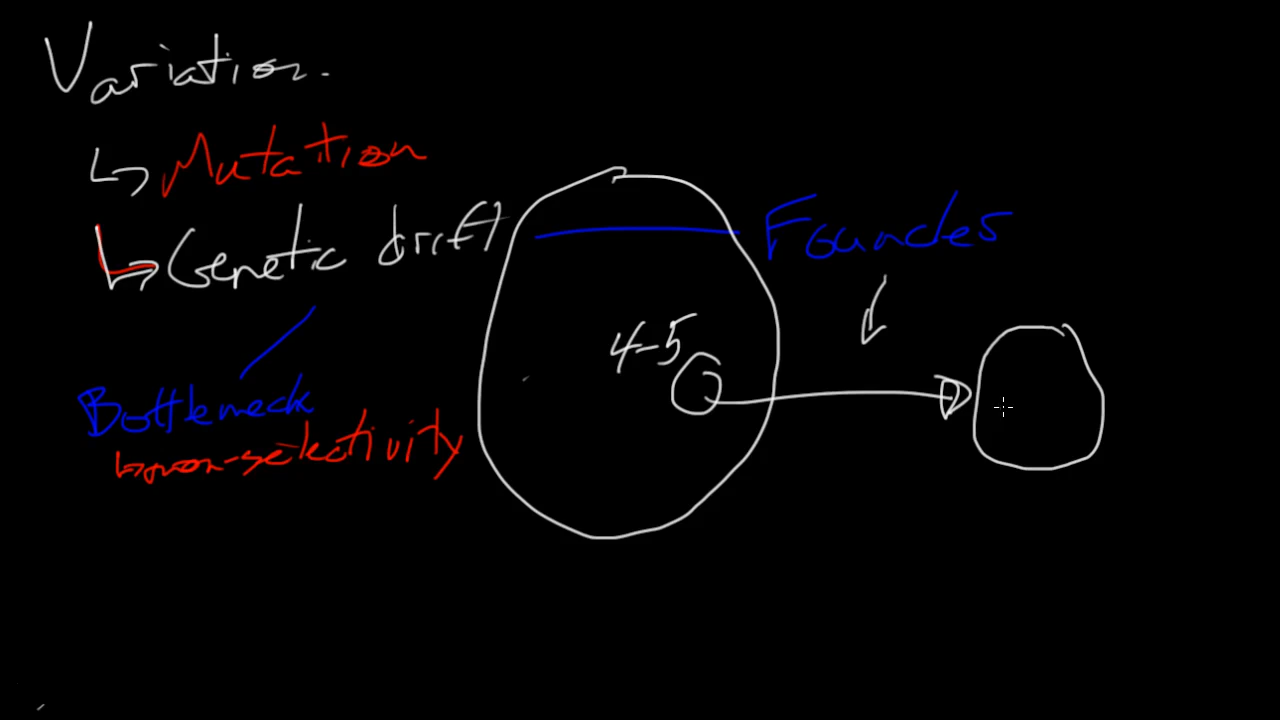 Variation.
↳ Mutation
↳ Genetic drift
Founders
4-5
Bottleneck
↳ non-selectivity